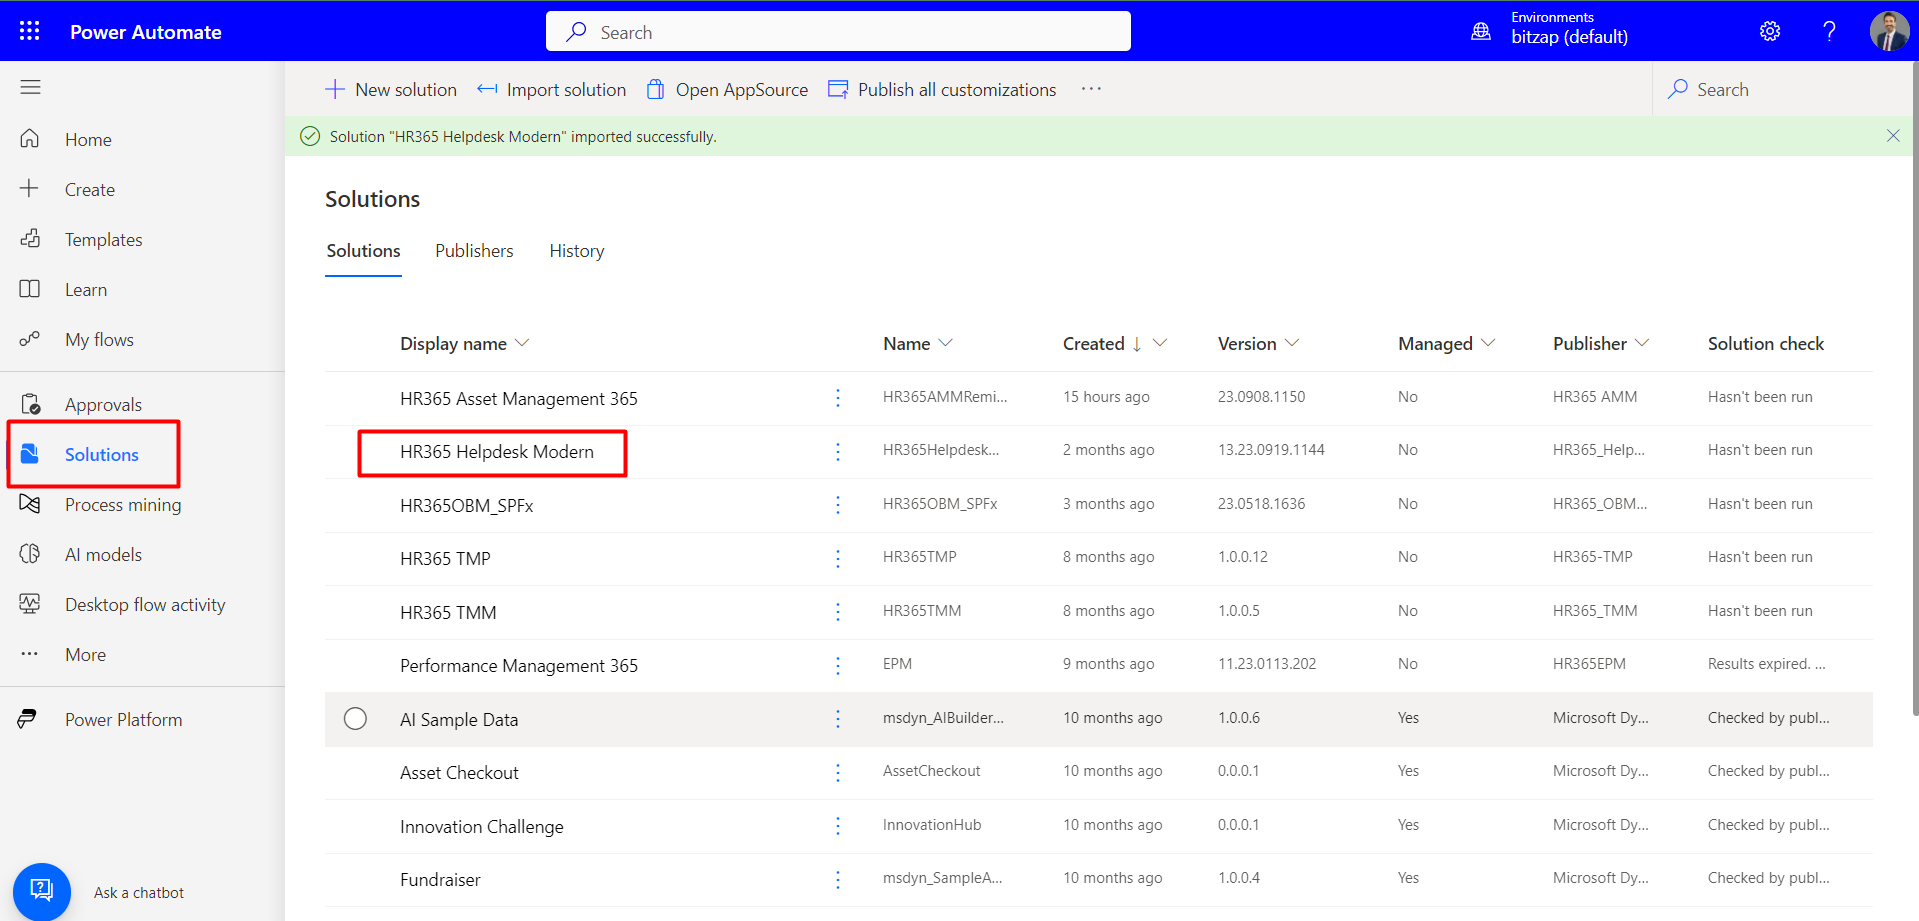 Power Automate
Search
Environments
bitzap (default)
?
Home
Create
Templates
Learn
My flows
Approvals
Solutions
Process mining
AI models
Desktop flow activity
More
Power Platform
Ask a chatbot
New solution Import solution Open AppSource Publish all customizations ... Search
Solution "HR365 Helpdesk Modern" imported successfully.
Solutions
Solutions Publishers History
Display name Name Created ↓ Version Managed Publisher Solution check
HR365 Asset Management 365 HR365AMMRemi... 15 hours ago 23.0908.1150 No HR365 AMM Hasn't been run
HR365 Helpdesk Modern HR365Helpdesk... 2 months ago 13.23.0919.1144 No HR365_Help... Hasn't been run
HR365OBM_SPFx HR365OBM_SPFx 3 months ago 23.0518.1636 No HR365_OBM... Hasn't been run
HR365 TMP HR365TMP 8 months ago 1.0.0.12 No HR365-TMP Hasn't been run
HR365 TMM HR365TMM 8 months ago 1.0.0.5 No HR365_TMM Hasn't been run
Performance Management 365 EPM 9 months ago 11.23.0113.202 No HR365EPM Results expired. ...
AI Sample Data msdyn_AIBuilder... 10 months ago 1.0.0.6 Yes Microsoft Dy... Checked by publ...
Asset Checkout AssetCheckout 10 months ago 0.0.0.1 Yes Microsoft Dy... Checked by publ...
Innovation Challenge InnovationHub 10 months ago 0.0.0.1 Yes Microsoft Dy... Checked by publ...
Fundraiser msdyn_SampleA... 10 months ago 1.0.0.4 Yes Microsoft Dy... Checked by publ...